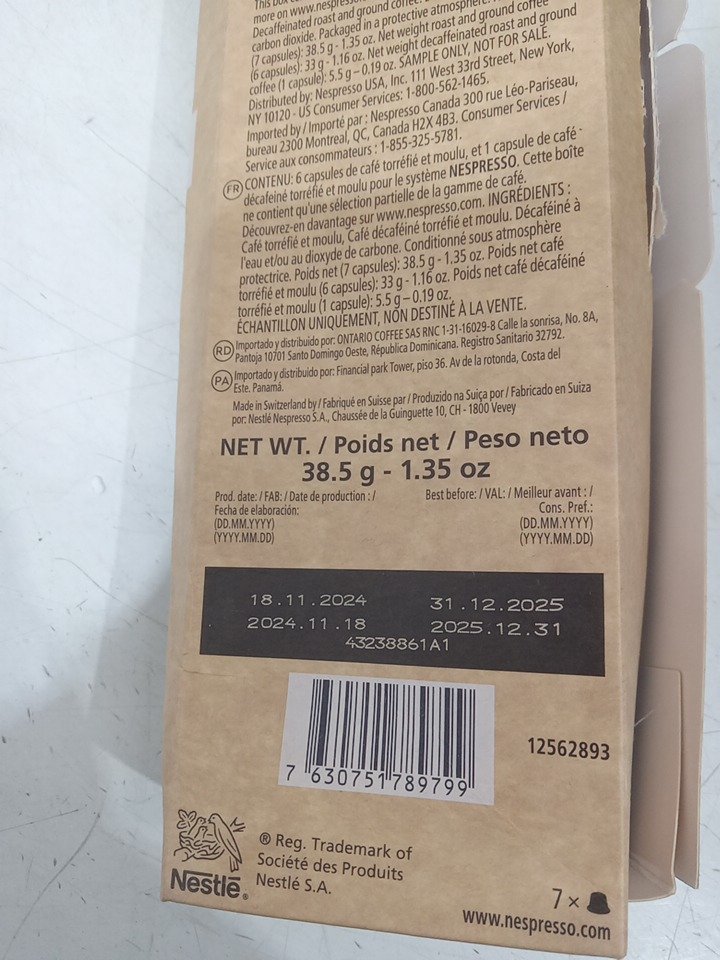 This box
more on www.nespresso
Decaffeinated roast and ground coffee.
carbon dioxide. Packaged in a protective atmosphere.
(7 capsules): 38.5 g - 1.35 oz. Net weight roast and ground coffee
(6 capsules): 33 g - 1.16 oz. Net weight decaffeinated roast and ground
coffee (1 capsule): 5.5 g – 0.19 oz. SAMPLE ONLY, NOT FOR SALE.
Distributed by: Nespresso USA, Inc. 111 West 33rd Street, New York,
NY 10120 - US Consumer Services: 1-800-562-1465.
Imported by / Importé par : Nespresso Canada 300 rue Léo-Pariseau,
bureau 2300 Montreal, QC, Canada H2X 4B3. Consumer Services /
Service aux consommateurs : 1-855-325-5781.
FR CONTENU: 6 capsules de café torréfié et moulu, et 1 capsule de café
décafeiné torréfié et moulu pour le système NESPRESSO. Cette boîte
ne contient qu'une sélection partielle de la gamme de café.
Découvrez-en davantage sur www.nespresso.com. INGRÉDIENTS :
Café torréfié et moulu, Café décaféiné torréfié et moulu. Décaféiné à
l'eau et/ou au dioxyde de carbone. Conditionné sous atmosphère
protectrice. Poids net (7 capsules): 38.5 g - 1.35 oz. Poids net café
torréfié et moulu (6 capsules): 33 g - 1.16 oz. Poids net café décaféiné
torréfié et moulu (1 capsule): 5.5 g – 0.19 oz.
ÉCHANTILLON UNIQUEMENT, NON DESTINÉ À LA VENTE.
RD Importado y distribuido por: ONTARIO COFFEE SAS RNC 1-31-16029-8 Calle la sonrisa, No. 8A,
Pantoja 10701 Santo Domingo Oeste, Républica Dominicana. Registro Sanitario 32792.
PA Importado y distribuido por: Financial park Tower, piso 36. Av de la rotonda, Costa del
Este. Panamá.
Made in Switzerland by / Fabriqué en Suisse par / Produzido na Suiça por / Fabricado en Suiza
por: Nestlé Nespresso S.A., Chaussée de la Guinguette 10, CH - 1800 Vevey
NET WT. / Poids net / Peso neto
38.5 g - 1.35 oz
Prod. date: / FAB: / Date de production : /
Fecha de elaboración:
(DD.MM.YYYY)
(YYYY.MM.DD)
Best before: / VAL: / Meilleur avant : /
Cons. Pref.:
(DD.MM.YYYY)
(YYYY.MM.DD)
18.11.2024 31.12.2025
2024.11.18 2025.12.31
43238861A1
7 630751 789799
12562893
® Reg. Trademark of
Société des Produits
Nestlé S.A.
Nestlé®
7 x
www.nespresso.com